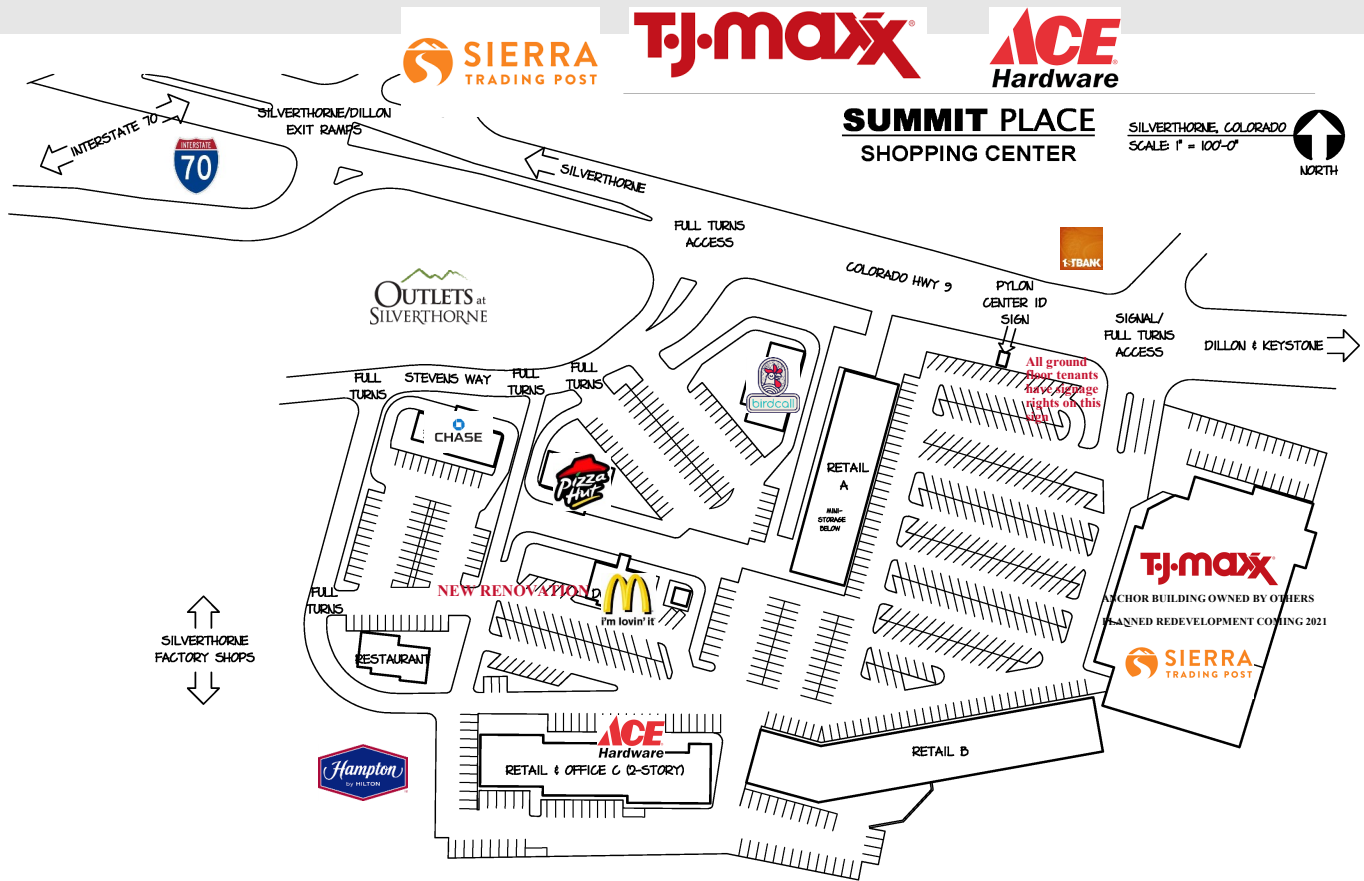 SIERRA
TRADING POST
T·J·maxx®
ACE®
Hardware
SUMMIT PLACE
SHOPPING CENTER
SILVERTHORNE, COLORADO
SCALE: 1" = 100'-0"
NORTH
INTERSTATE 70
INTERSTATE
70
SILVERTHORNE/DILLON
EXIT RAMPS
SILVERTHORNE
FULL TURNS
ACCESS
COLORADO HWY 9
1STBANK
PYLON
CENTER ID
SIGN
SIGNAL/
FULL TURNS
ACCESS
DILLON & KEYSTONE
OUTLETS at
SILVERTHORNE
All ground
floor tenants
have signage
rights on this
sign
FULL
TURNS
STEVENS WAY
FULL
TURNS
FULL
TURNS
birdcall
CHASE
Pizza
Hut
RETAIL
A
MINI-
STORAGE
BELOW
NEW RENOVATION
i'm lovin' it
FULL
TURNS
T·J·maxx®
ANCHOR BUILDING OWNED BY OTHERS
PLANNED REDEVELOPMENT COMING 2021
SIERRA
TRADING POST
SILVERTHORNE
FACTORY SHOPS
RESTAURANT
ACE
Hardware
RETAIL & OFFICE C (2-STORY)
RETAIL B
Hampton
by HILTON